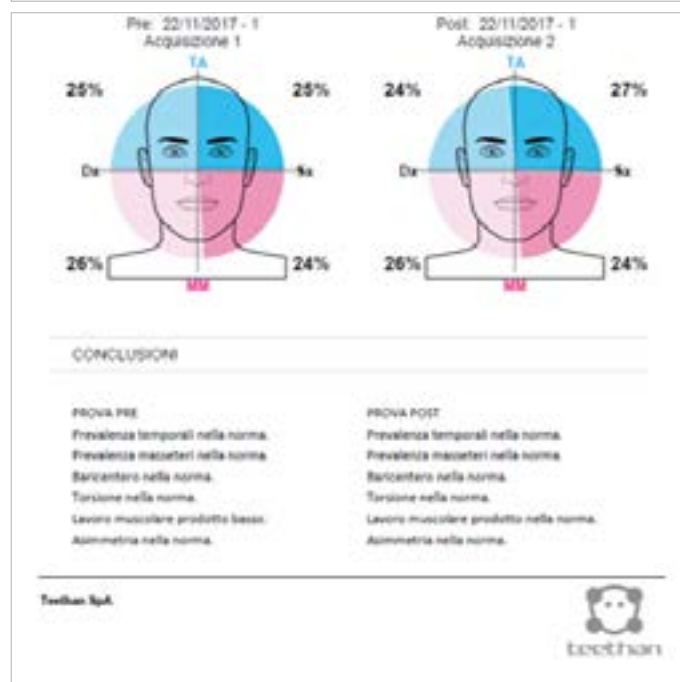 Pre: 22/11/2017 - 1
Acquisizione 1
TA
25%
25%
Dx
Sx
26%
24%
MM
Post: 22/11/2017 - 1
Acquisizione 2
TA
24%
27%
Dx
Sx
26%
24%
MM
CONCLUSIONI
PROVA PRE
Prevalenza temporali nella norma.
Prevalenza masseteri nella norma
Baricentero nella norma.
Torsione nella norma.
Lavoro muscolare prodotto basso.
Asimmetria nella norma.
PROVA POST
Prevalenza temporali nella norma.
Prevalenza masseteri nella norma
Baricentero nella norma.
Torsione nella norma.
Lavoro muscolare prodotto nella norma.
Asimmetria nella norma.
Teethan SpA
teethan